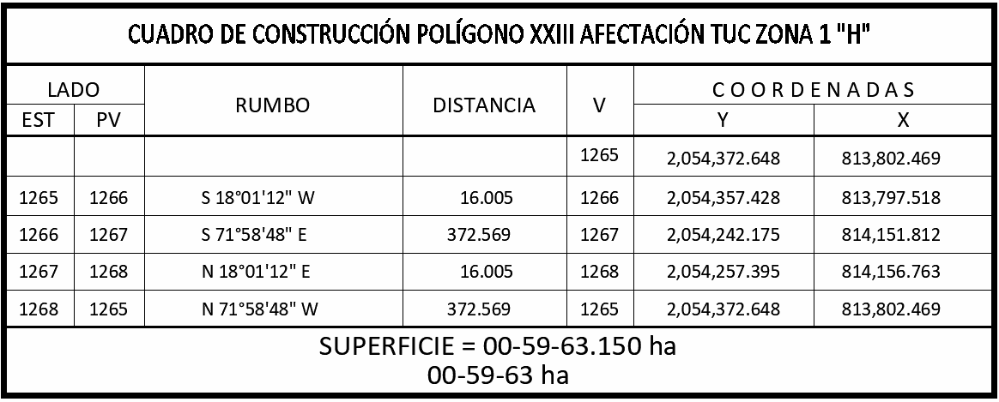 CUADRO DE CONSTRUCCIÓN POLÍGONO XXIII AFECTACIÓN TUC ZONA 1 "H"
LADO RUMBO DISTANCIA V C O O R D E N A D A S
EST PV Y X
1265 2,054,372.648 813,802.469
1265 1266 S 18°01'12" W 16.005 1266 2,054,357.428 813,797.518
1266 1267 S 71°58'48" E 372.569 1267 2,054,242.175 814,151.812
1267 1268 N 18°01'12" E 16.005 1268 2,054,257.395 814,156.763
1268 1265 N 71°58'48" W 372.569 1265 2,054,372.648 813,802.469
SUPERFICIE = 00-59-63.150 ha
00-59-63 ha